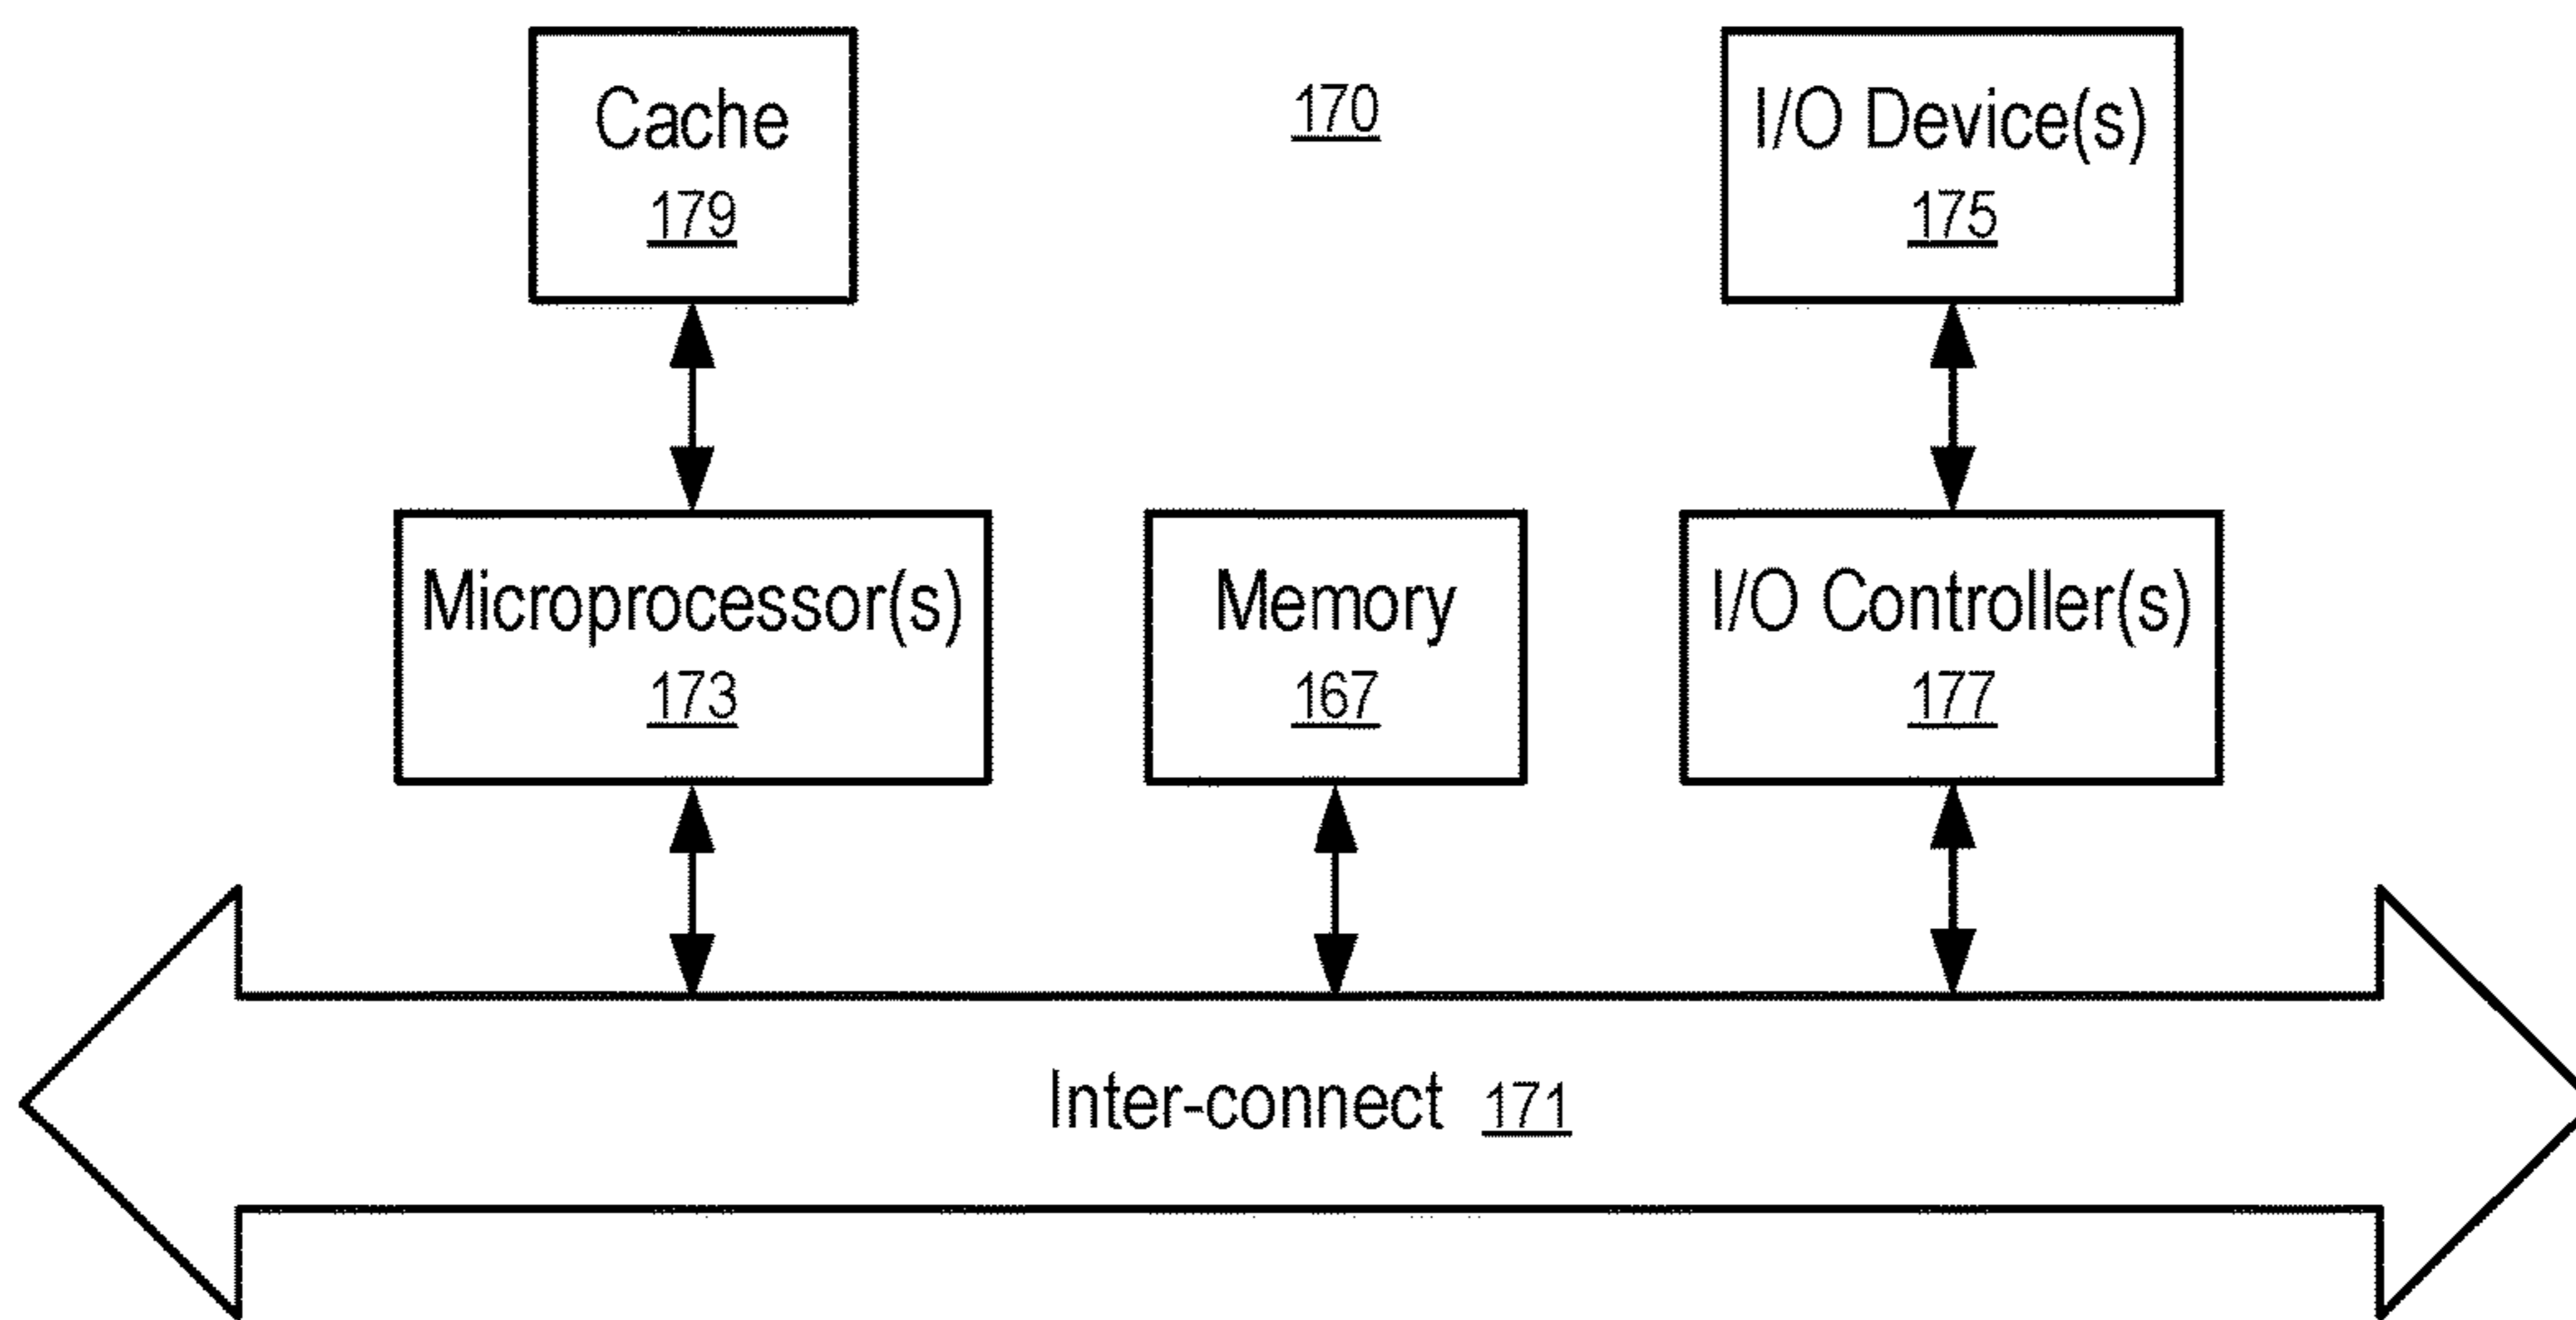 Cache
179
170
I/O Device(s)
175
Microprocessor(s)
173
Memory
167
I/O Controller(s)
177
Inter-connect 171